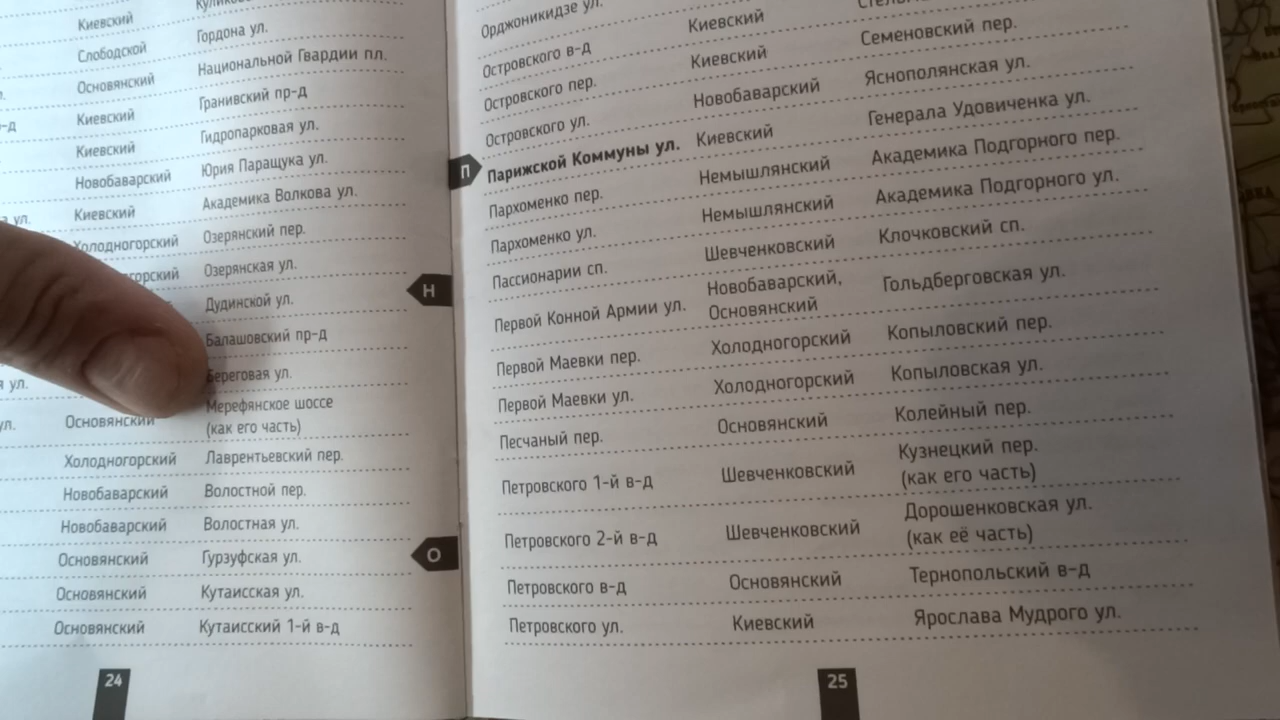 Киевский
Слободской Гордона ул.
Основянский Национальной Гвардии пл.
Киевский Гранивский пр-д
Киевский Гидропарковая ул.
Новобаварский Юрия Паращука ул.
ул. Киевский Академика Волкова ул.
Холодногорский Озерянский пер.
Озерянская ул.
Дудинской ул.
Балашовский пр-д
ул. Береговая ул.
ул. Основянский Мерефянское шоссе
(как его часть)
Холодногорский Лаврентьевский пер.
Новобаварский Волостной пер.
Новобаварский Волостная ул.
Основянский Гурзуфская ул.
Основянский Кутаисская ул.
Основянский Кутаисский 1-й в-д
Н
О
24
Орджоникидзе ул.
Островского в-д Киевский
Островского пер. Киевский Семеновский пер.
Островского ул. Новобаварский Яснополянская ул.
П Парижской Коммуны ул. Киевский Генерала Удовиченка ул.
Пархоменко пер. Немышлянский Академика Подгорного пер.
Пархоменко ул. Немышлянский Академика Подгорного ул.
Пассионарии сп. Шевченковский Клочковский сп.
Первой Конной Армии ул. Новобаварский, Гольдберговская ул.
Основянский
Первой Маевки пер. Холодногорский Копыловский пер.
Первой Маевки ул. Холодногорский Копыловская ул.
Песчаный пер. Основянский Колейный пер.
Петровского 1-й в-д Шевченковский Кузнецкий пер.
(как его часть)
Петровского 2-й в-д Шевченковский Дорошенковская ул.
(как её часть)
Петровского в-д Основянский Тернопольский в-д
Петровского ул. Киевский Ярослава Мудрого ул.
25